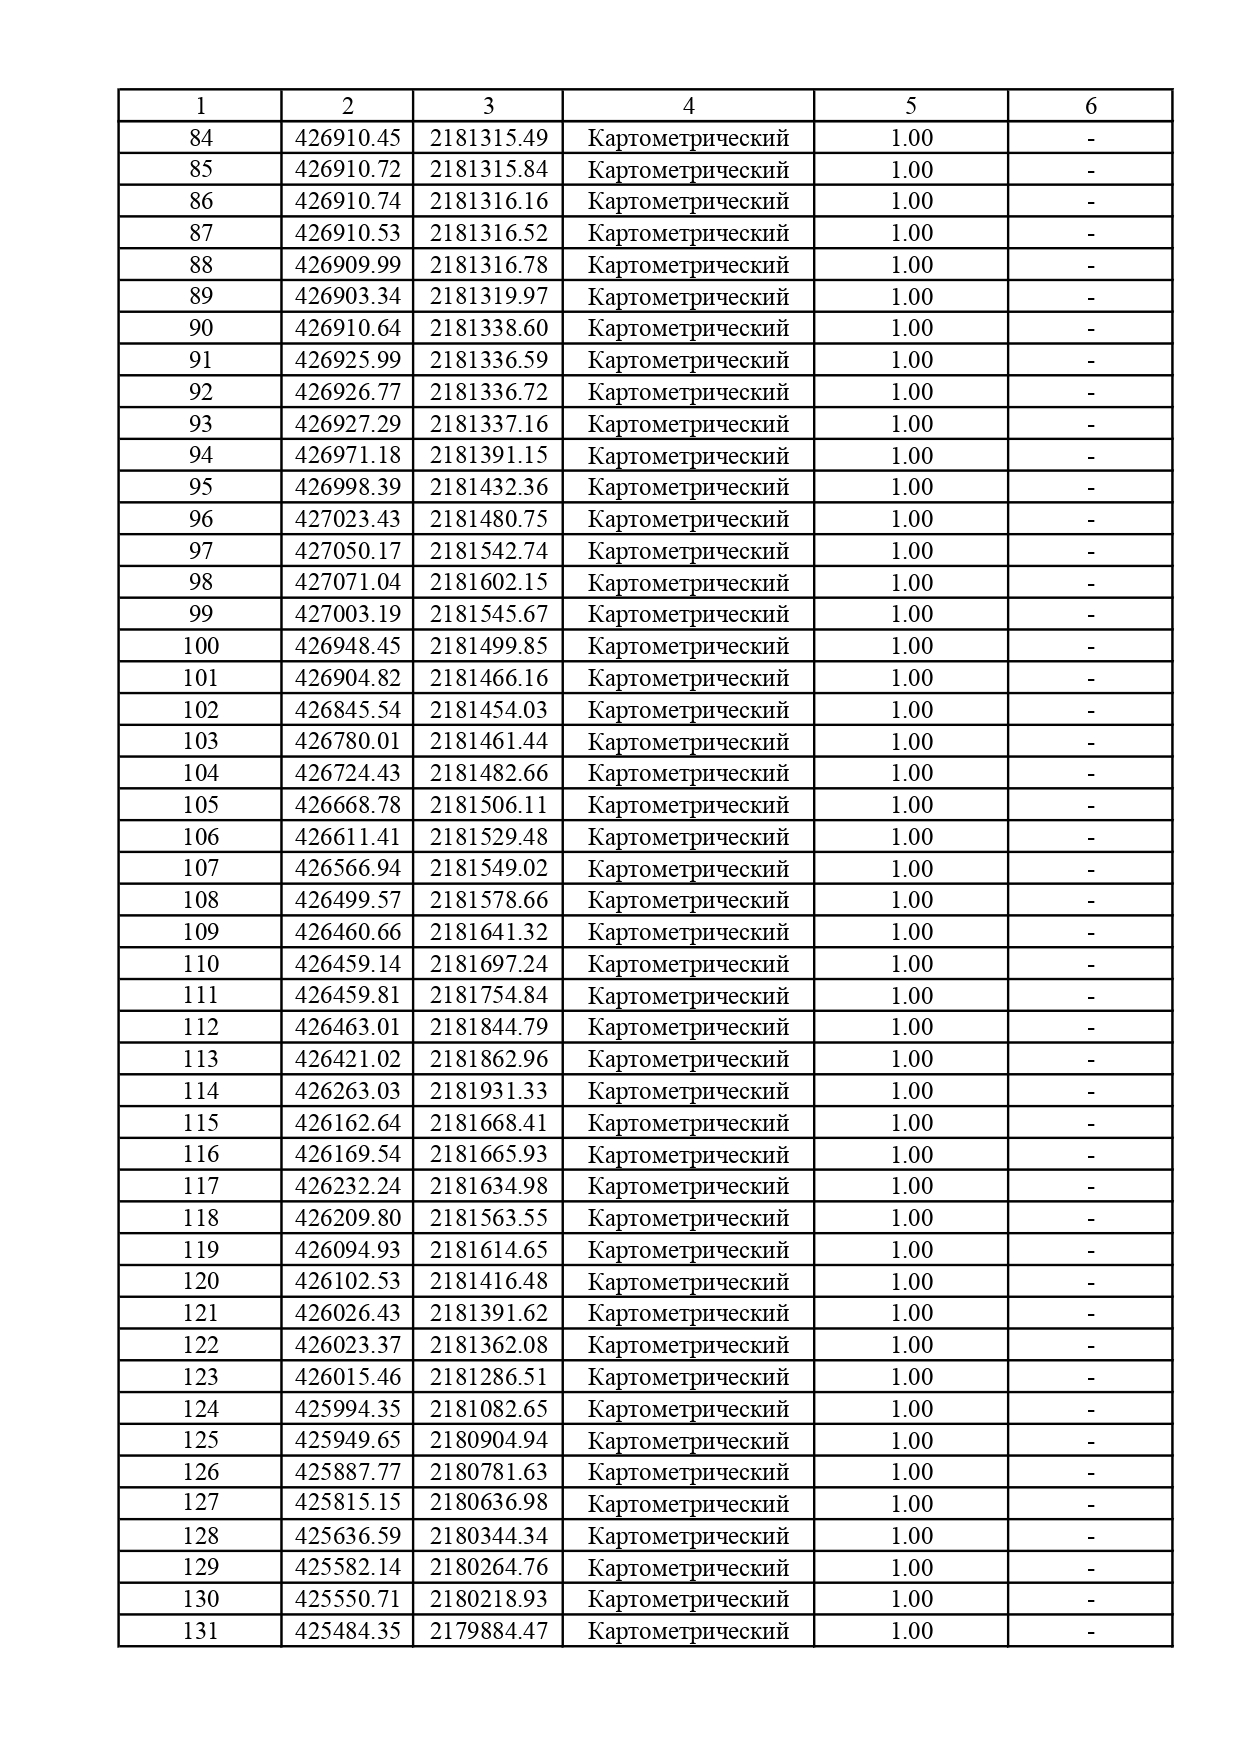 1 2 3 4 5 6
84 426910.45 2181315.49 Картометрический 1.00 -
85 426910.72 2181315.84 Картометрический 1.00 -
86 426910.74 2181316.16 Картометрический 1.00 -
87 426910.53 2181316.52 Картометрический 1.00 -
88 426909.99 2181316.78 Картометрический 1.00 -
89 426903.34 2181319.97 Картометрический 1.00 -
90 426910.64 2181338.60 Картометрический 1.00 -
91 426925.99 2181336.59 Картометрический 1.00 -
92 426926.77 2181336.72 Картометрический 1.00 -
93 426927.29 2181337.16 Картометрический 1.00 -
94 426971.18 2181391.15 Картометрический 1.00 -
95 426998.39 2181432.36 Картометрический 1.00 -
96 427023.43 2181480.75 Картометрический 1.00 -
97 427050.17 2181542.74 Картометрический 1.00 -
98 427071.04 2181602.15 Картометрический 1.00 -
99 427003.19 2181545.67 Картометрический 1.00 -
100 426948.45 2181499.85 Картометрический 1.00 -
101 426904.82 2181466.16 Картометрический 1.00 -
102 426845.54 2181454.03 Картометрический 1.00 -
103 426780.01 2181461.44 Картометрический 1.00 -
104 426724.43 2181482.66 Картометрический 1.00 -
105 426668.78 2181506.11 Картометрический 1.00 -
106 426611.41 2181529.48 Картометрический 1.00 -
107 426566.94 2181549.02 Картометрический 1.00 -
108 426499.57 2181578.66 Картометрический 1.00 -
109 426460.66 2181641.32 Картометрический 1.00 -
110 426459.14 2181697.24 Картометрический 1.00 -
111 426459.81 2181754.84 Картометрический 1.00 -
112 426463.01 2181844.79 Картометрический 1.00 -
113 426421.02 2181862.96 Картометрический 1.00 -
114 426263.03 2181931.33 Картометрический 1.00 -
115 426162.64 2181668.41 Картометрический 1.00 -
116 426169.54 2181665.93 Картометрический 1.00 -
117 426232.24 2181634.98 Картометрический 1.00 -
118 426209.80 2181563.55 Картометрический 1.00 -
119 426094.93 2181614.65 Картометрический 1.00 -
120 426102.53 2181416.48 Картометрический 1.00 -
121 426026.43 2181391.62 Картометрический 1.00 -
122 426023.37 2181362.08 Картометрический 1.00 -
123 426015.46 2181286.51 Картометрический 1.00 -
124 425994.35 2181082.65 Картометрический 1.00 -
125 425949.65 2180904.94 Картометрический 1.00 -
126 425887.77 2180781.63 Картометрический 1.00 -
127 425815.15 2180636.98 Картометрический 1.00 -
128 425636.59 2180344.34 Картометрический 1.00 -
129 425582.14 2180264.76 Картометрический 1.00 -
130 425550.71 2180218.93 Картометрический 1.00 -
131 425484.35 2179884.47 Картометрический 1.00 -